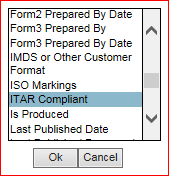 Form2 Prepared By Date
Form3 Prepared By
Form3 Prepared By Date
IMDS or Other Customer
Format
ISO Markings
ITAR Compliant
Is Produced
Last Published Date
Ok Cancel